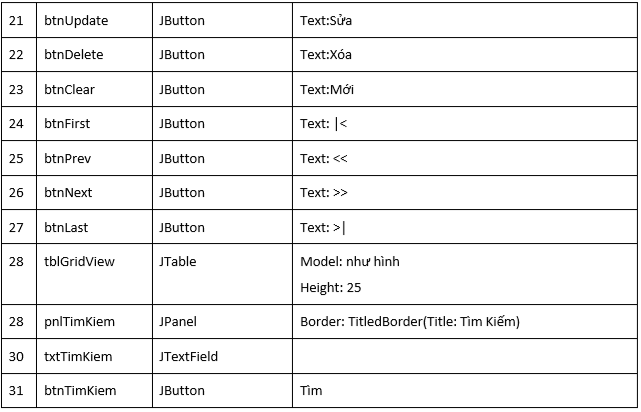 21 btnUpdate JButton Text:Sửa
22 btnDelete JButton Text:Xóa
23 btnClear JButton Text:Mới
24 btnFirst JButton Text: |<
25 btnPrev JButton Text: <<
26 btnNext JButton Text: >>
27 btnLast JButton Text: >|
28 tblGridView JTable Model: như hình
Height: 25
28 pnlTimKiem JPanel Border: TitledBorder(Title: Tìm Kiếm)
30 txtTimKiem JTextField
31 btnTimKiem JButton Tìm